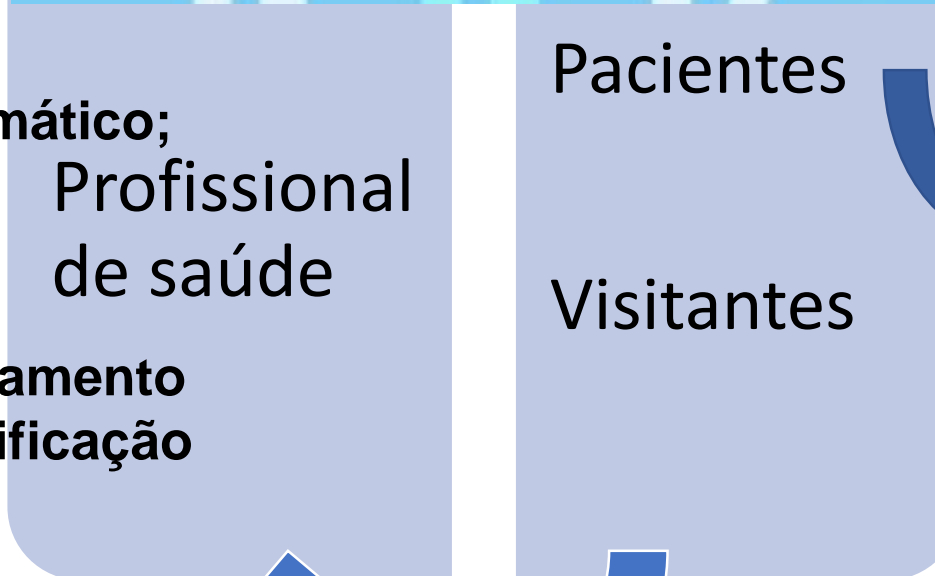 mático;
Profissional
de saúde
amento
ificação
Pacientes
Visitantes